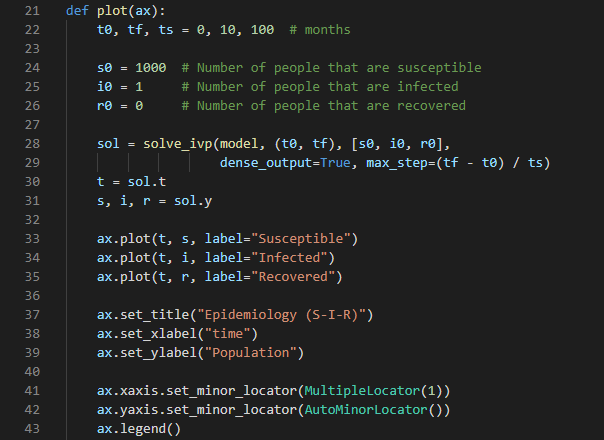 21 def plot(ax):
22     t0, tf, ts = 0, 10, 100  # months
23
24     s0 = 1000  # Number of people that are susceptible
25     i0 = 1     # Number of people that are infected
26     r0 = 0     # Number of people that are recovered
27
28     sol = solve_ivp(model, (t0, tf), [s0, i0, r0],
29                     dense_output=True, max_step=(tf - t0) / ts)
30     t = sol.t
31     s, i, r = sol.y
32
33     ax.plot(t, s, label="Susceptible")
34     ax.plot(t, i, label="Infected")
35     ax.plot(t, r, label="Recovered")
36
37     ax.set_title("Epidemiology (S-I-R)")
38     ax.set_xlabel("time")
39     ax.set_ylabel("Population")
40
41     ax.xaxis.set_minor_locator(MultipleLocator(1))
42     ax.yaxis.set_minor_locator(AutoMinorLocator())
43     ax.legend()